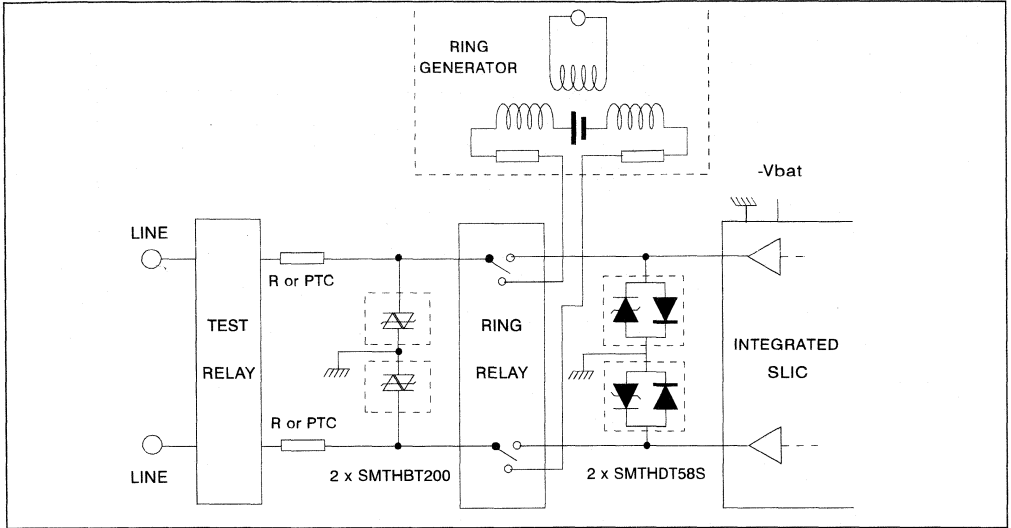 RING
GENERATOR
-Vbat
LINE
R or PTC
TEST
RELAY
RING
RELAY
INTEGRATED
SLIC
R or PTC
LINE
2 x SMTHBT200
2 x SMTHDT58S